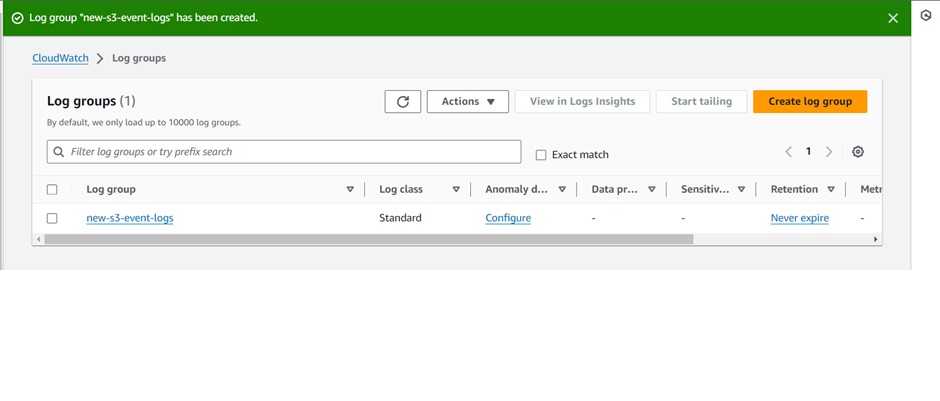 Log group "new-s3-event-logs" has been created.
CloudWatch > Log groups
Log groups (1)
Actions View in Logs Insights Start tailing Create log group
By default, we only load up to 10000 log groups.
Filter log groups or try prefix search
Exact match
1
Log group Log class Anomaly d... Data pr... Sensitiv... Retention Metr
new-s3-event-logs Standard Configure - - Never expire -